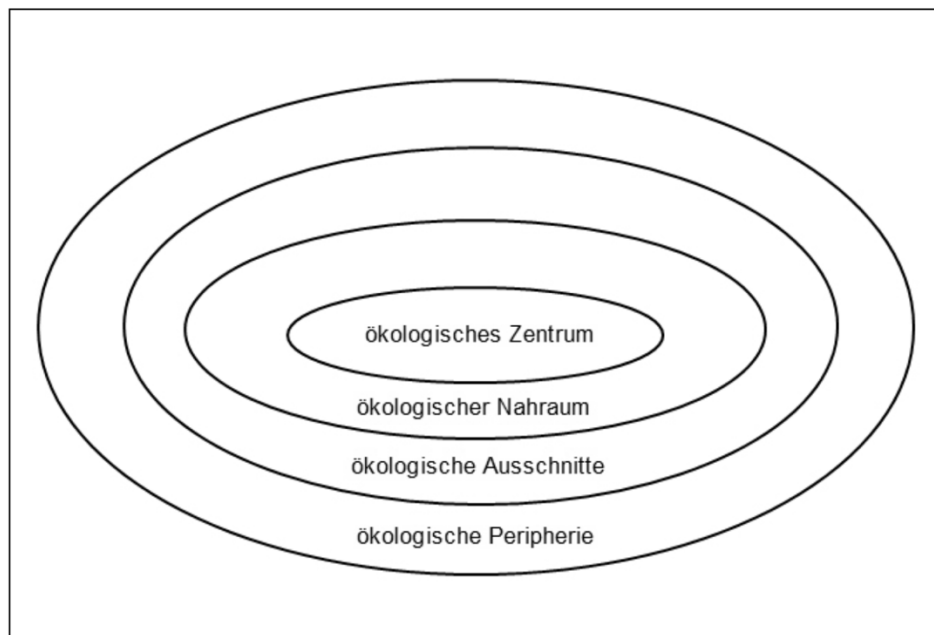 ökologisches Zentrum
ökologischer Nahraum
ökologische Ausschnitte
ökologische Peripherie